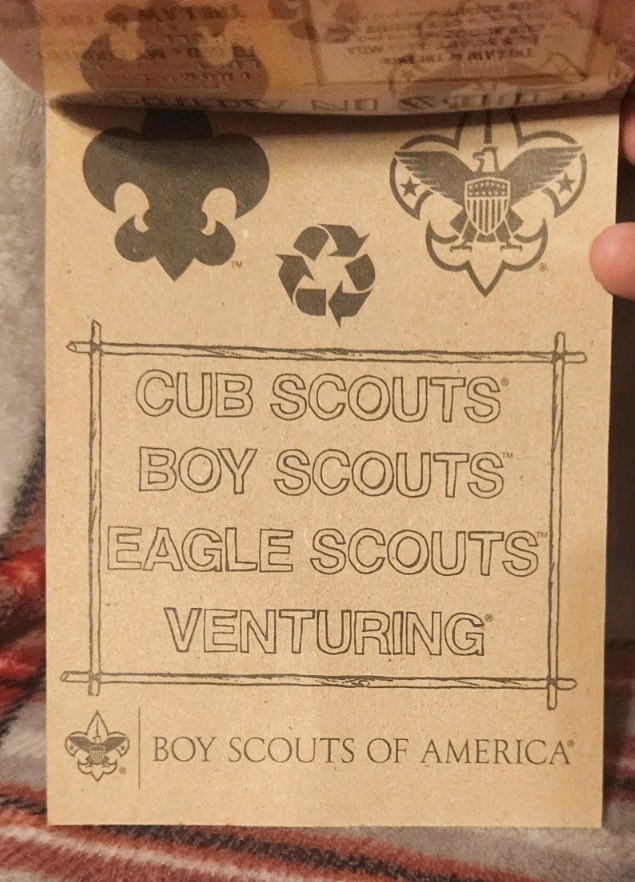 CUB SCOUTS®
BOY SCOUTS™
EAGLE SCOUTS™
VENTURING®
BOY SCOUTS OF AMERICA®